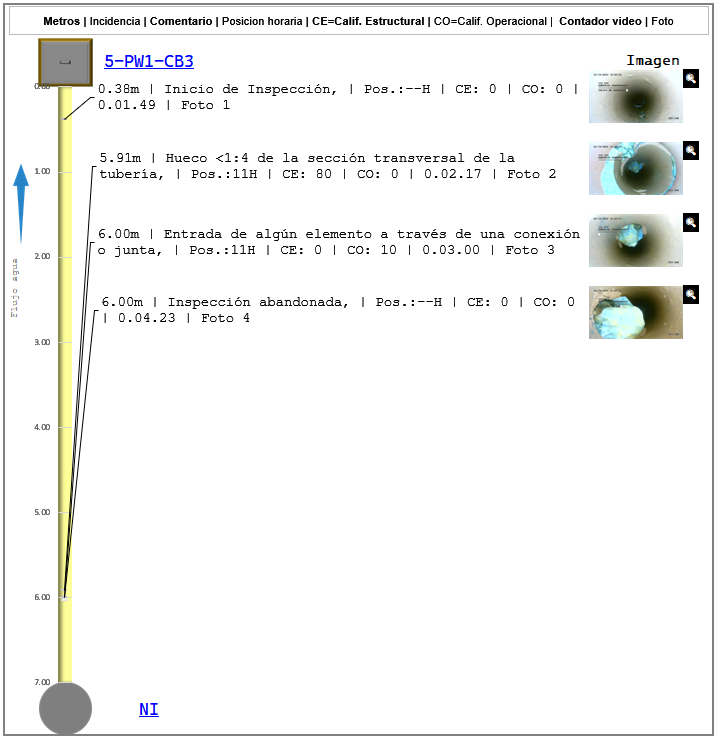 Metros | Incidencia | Comentario | Posicion horaria | CE=Calif. Estructural | CO=Calif. Operacional | Contador video | Foto
5-PW1-CB3
Imagen
0.00
0.38m | Inicio de Inspección, | Pos.:--H | CE: 0 | CO: 0 |
0.01.49 | Foto 1
5.91m | Hueco <1:4 de la sección transversal de la
tubería, | Pos.:11H | CE: 80 | CO: 0 | 0.02.17 | Foto 2
1.00
6.00m | Entrada de algún elemento a través de una conexión
o junta, | Pos.:11H | CE: 0 | CO: 10 | 0.03.00 | Foto 3
2.00
Flujo agua
6.00m | Inspección abandonada, | Pos.:--H | CE: 0 | CO: 0
| 0.04.23 | Foto 4
3.00
4.00
5.00
6.00
7.00
NI